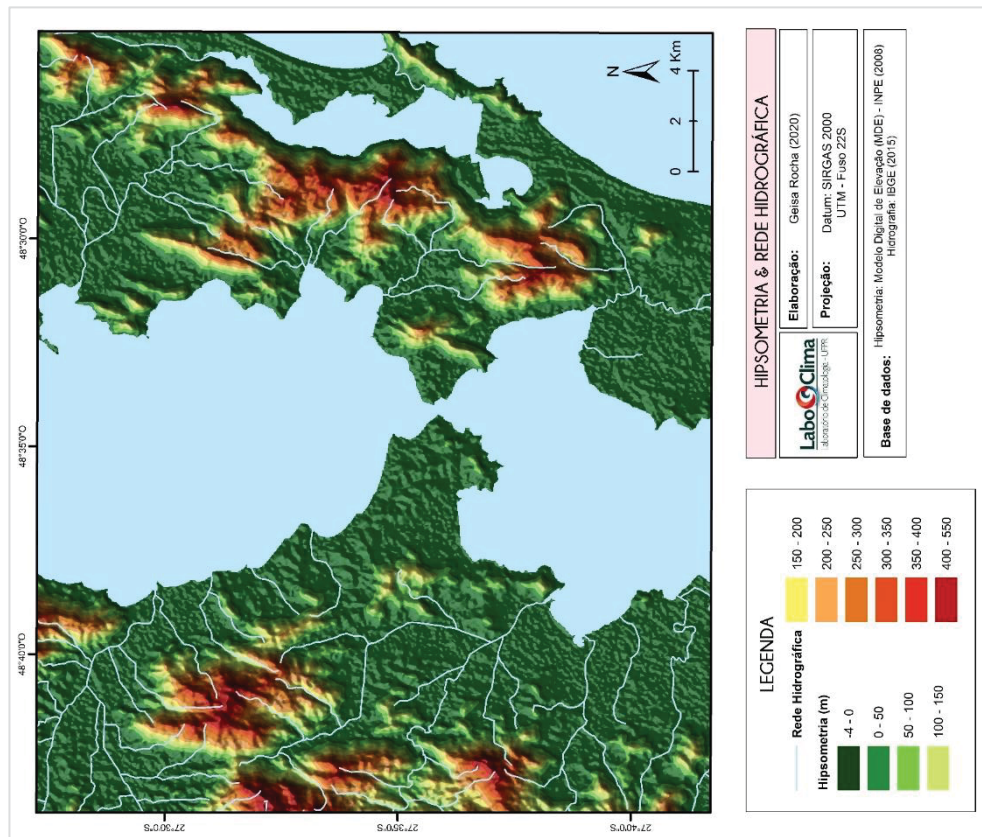 48°40'0"O
48°35'0"O
48°30'0"O
27°30'0"S
27°35'0"S
27°40'0"S
N
0 2 4 Km
LEGENDA
Rede Hidrográfica
Hipsometria (m)
-4 - 0
0 - 50
50 - 100
100 - 150
150 - 200
200 - 250
250 - 300
300 - 350
350 - 400
400 - 550
HIPSOMETRIA & REDE HIDROGRÁFICA
LaboClima
Laboratório de Climatologia - UFPR
Elaboração: Geisa Rocha (2020)
Projeção: Datum: SIRGAS 2000
UTM - Fuso 22S
Base de dados: Hipsometria: Modelo Digital de Elevação (MDE) - INPE (2008)
Hidrografia: IBGE (2015)